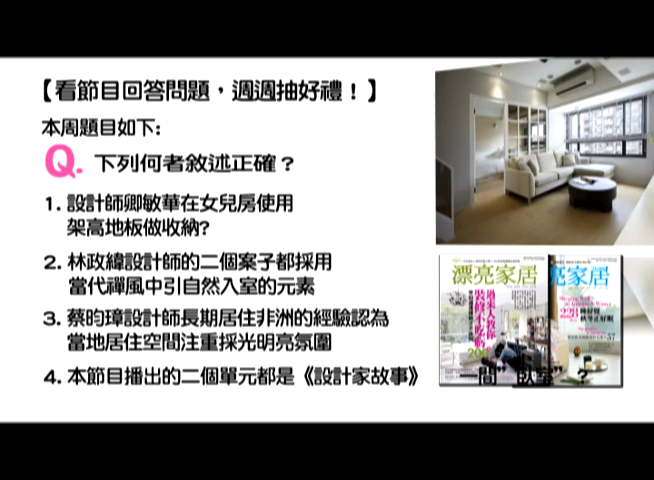 【看節目回答問題，週週抽好禮！】
本周題目如下:
Q. 下列何者敘述正確？
1. 設計師卿敏華在女兒房使用
架高地板做收納?
2. 林政緯設計師的二個案子都採用
當代禪風中引自然入室的元素
3. 蔡昀璋設計師長期居住非洲的經驗認為
當地居住空間注重採光明亮氛圍
4. 本節目播出的二個單元都是《設計家故事》
漂亮家居
亮家居
間” 臥室” ？